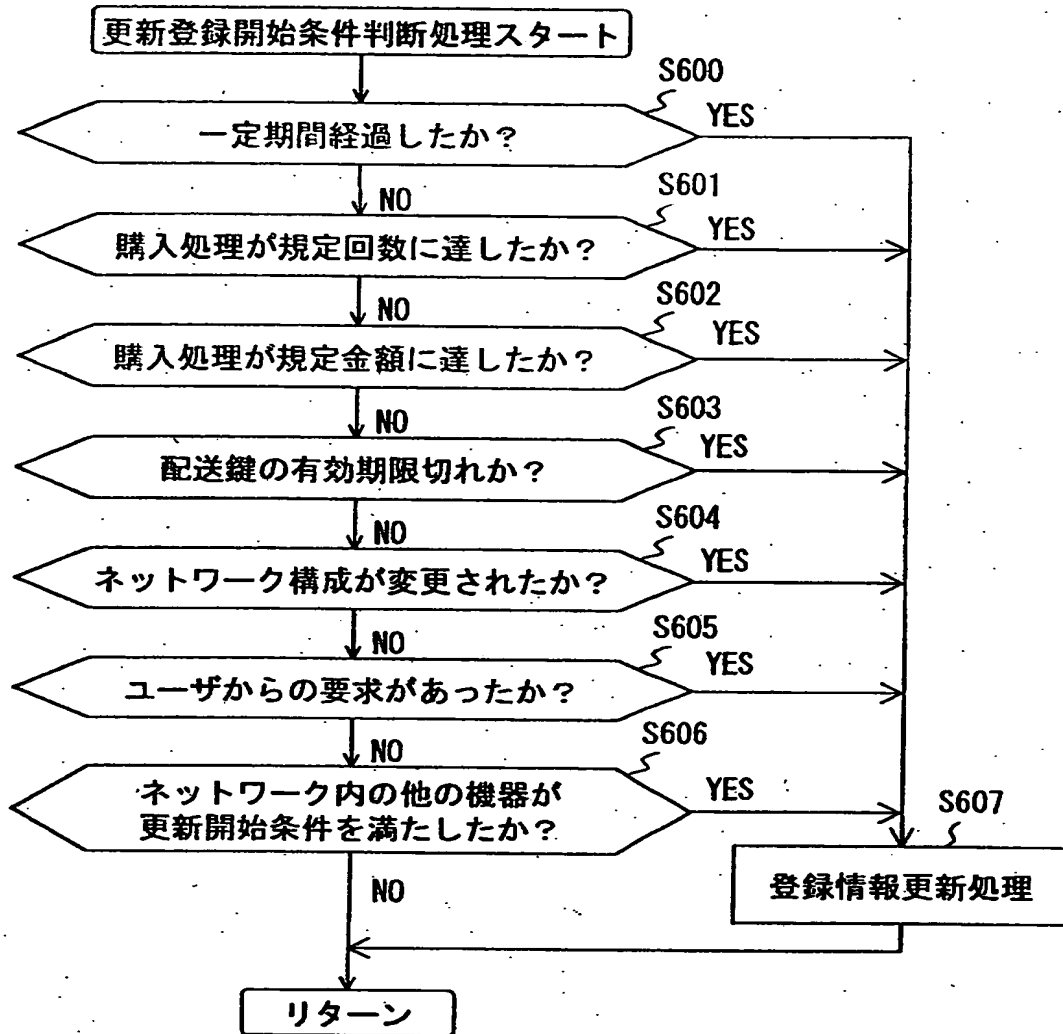 更新登録開始条件判断処理スタート
S600
一定期間経過したか?
YES
NO
S601
購入処理が規定回数に達したか?
YES
NO
S602
購入処理が規定金額に達したか?
YES
NO
S603
配送鍵の有効期限切れか?
YES
NO
S604
ネットワーク構成が変更されたか?
YES
NO
S605
ユーザからの要求があったか?
YES
NO
S606
ネットワーク内の他の機器が
更新開始条件を満たしたか?
YES
NO
S607
登録情報更新処理
リターン